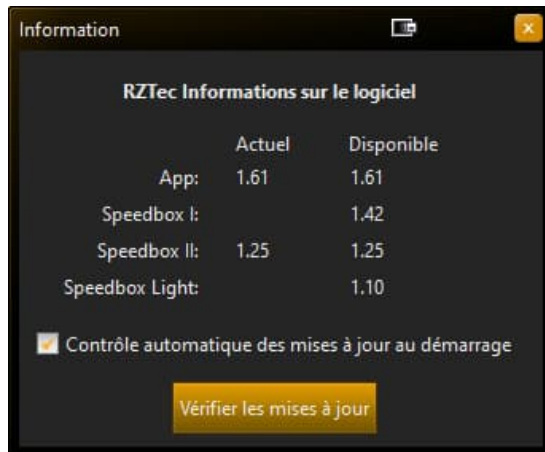 Information
RZTec Informations sur le logiciel
Actuel Disponible
App: 1.61 1.61
Speedbox I: 1.42
Speedbox II: 1.25 1.25
Speedbox Light: 1.10
Contrôle automatique des mises à jour au démarrage
Vérifier les mises à jour